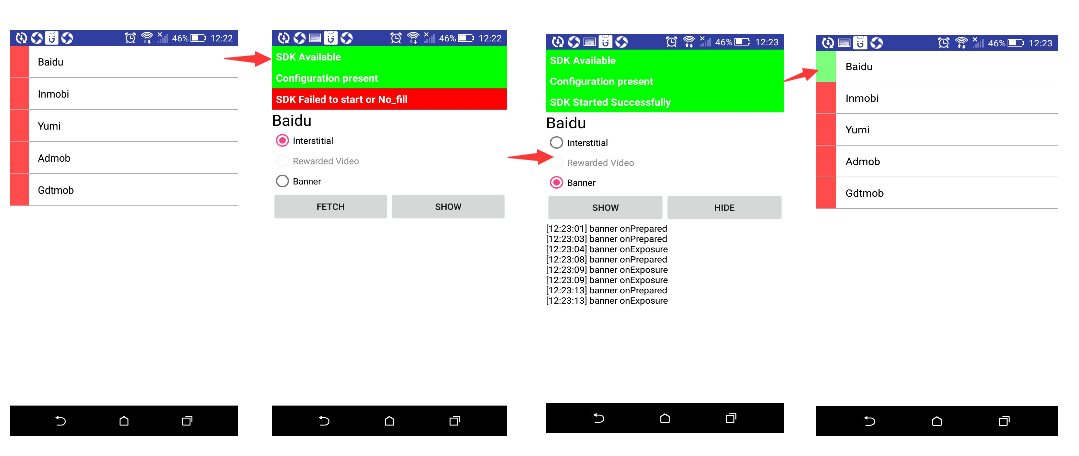 46% 12:22
Baidu
Inmobi
Yumi
Admob
Gdtmob
46% 12:22
SDK Available
Configuration present
SDK Failed to start or No_fill
Baidu
Interstitial
Rewarded Video
Banner
FETCH SHOW
46% 12:23
SDK Available
Configuration present
SDK Started Successfully
Baidu
Interstitial
Rewarded Video
Banner
SHOW HIDE
[12:23:01] banner onPrepared
[12:23:03] banner onPrepared
[12:23:04] banner onExposure
[12:23:08] banner onPrepared
[12:23:09] banner onExposure
[12:23:09] banner onExposure
[12:23:13] banner onPrepared
[12:23:13] banner onExposure
46% 12:23
Baidu
Inmobi
Yumi
Admob
Gdtmob